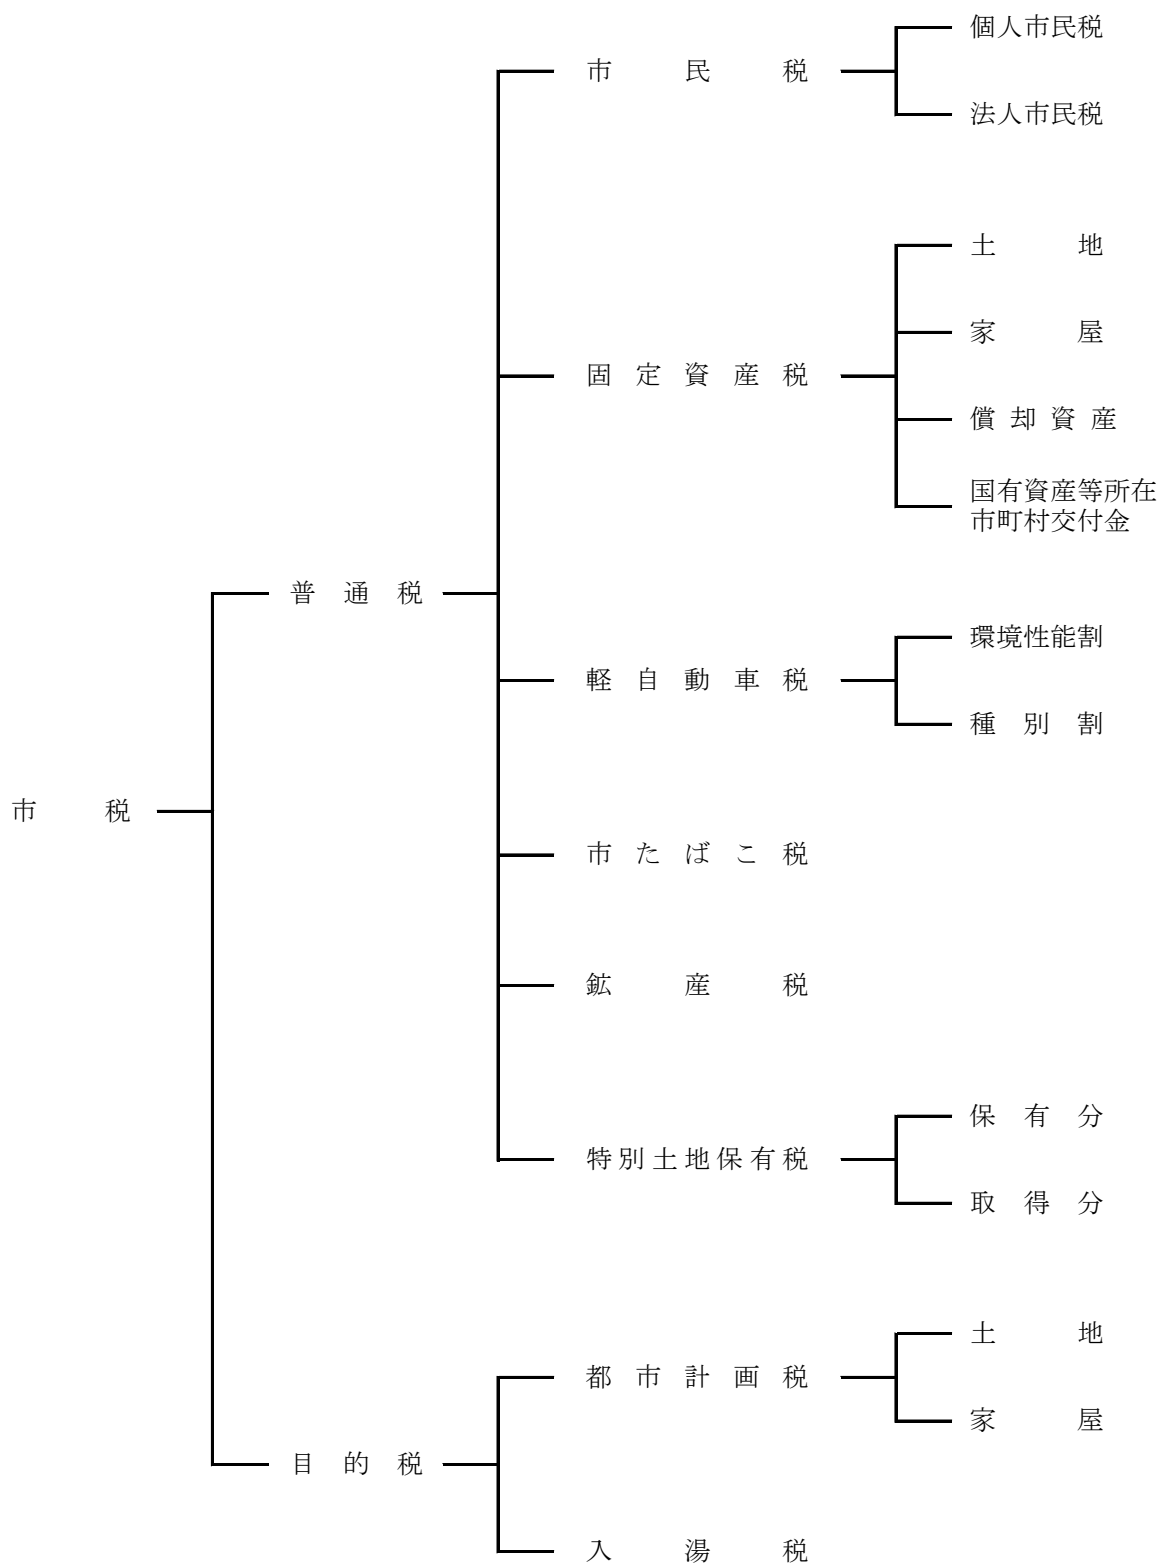 個人市民税
市民税
法人市民税
土地
家屋
固定資産税
償却資産
国有資産等所在
市町村交付金
普通税
環境性能割
軽自動車税
種別割
市税
市たばこ税
鉱産税
保有分
特別土地保有税
取得分
土地
都市計画税
家屋
目的税
入湯税